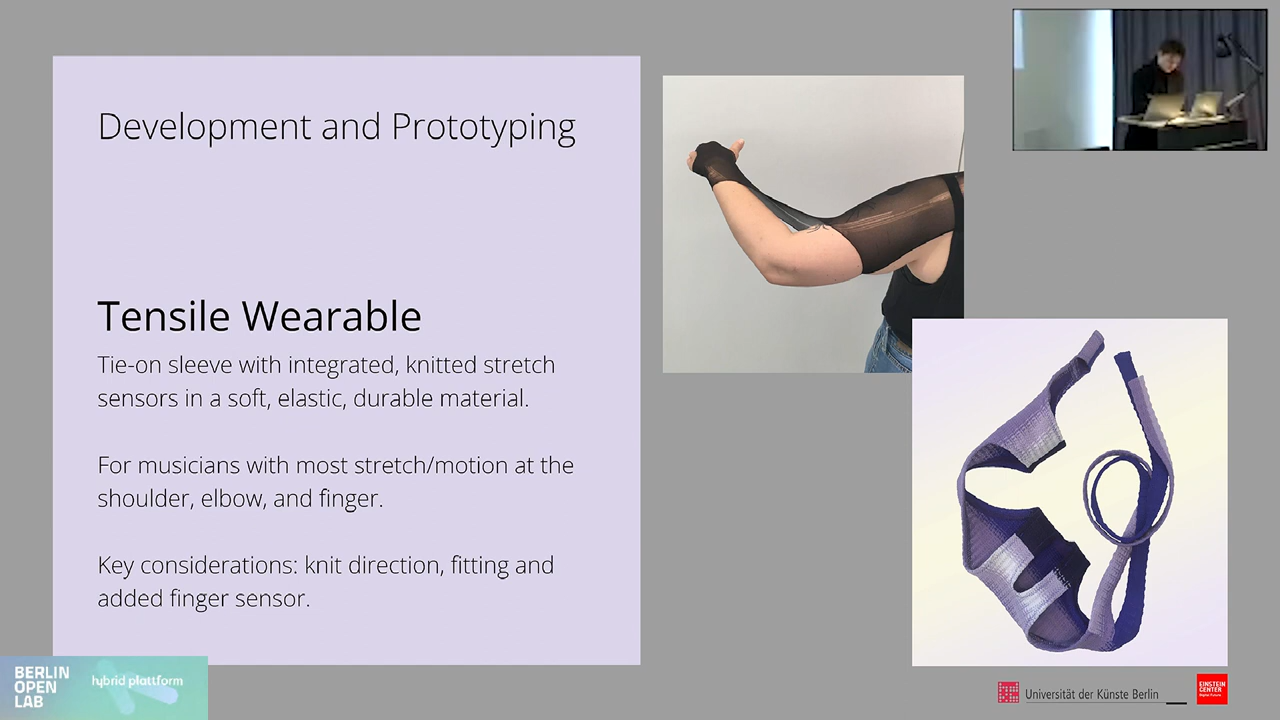 Development and Prototyping
Tensile Wearable
Tie-on sleeve with integrated, knitted stretch
sensors in a soft, elastic, durable material.
For musicians with most stretch/motion at the
shoulder, elbow, and finger.
Key considerations: knit direction, fitting and
added finger sensor.
BERLIN
OPEN
LAB
hybrid plattform
Universität der Künste Berlin
EINSTEIN
CENTER
Digital Future